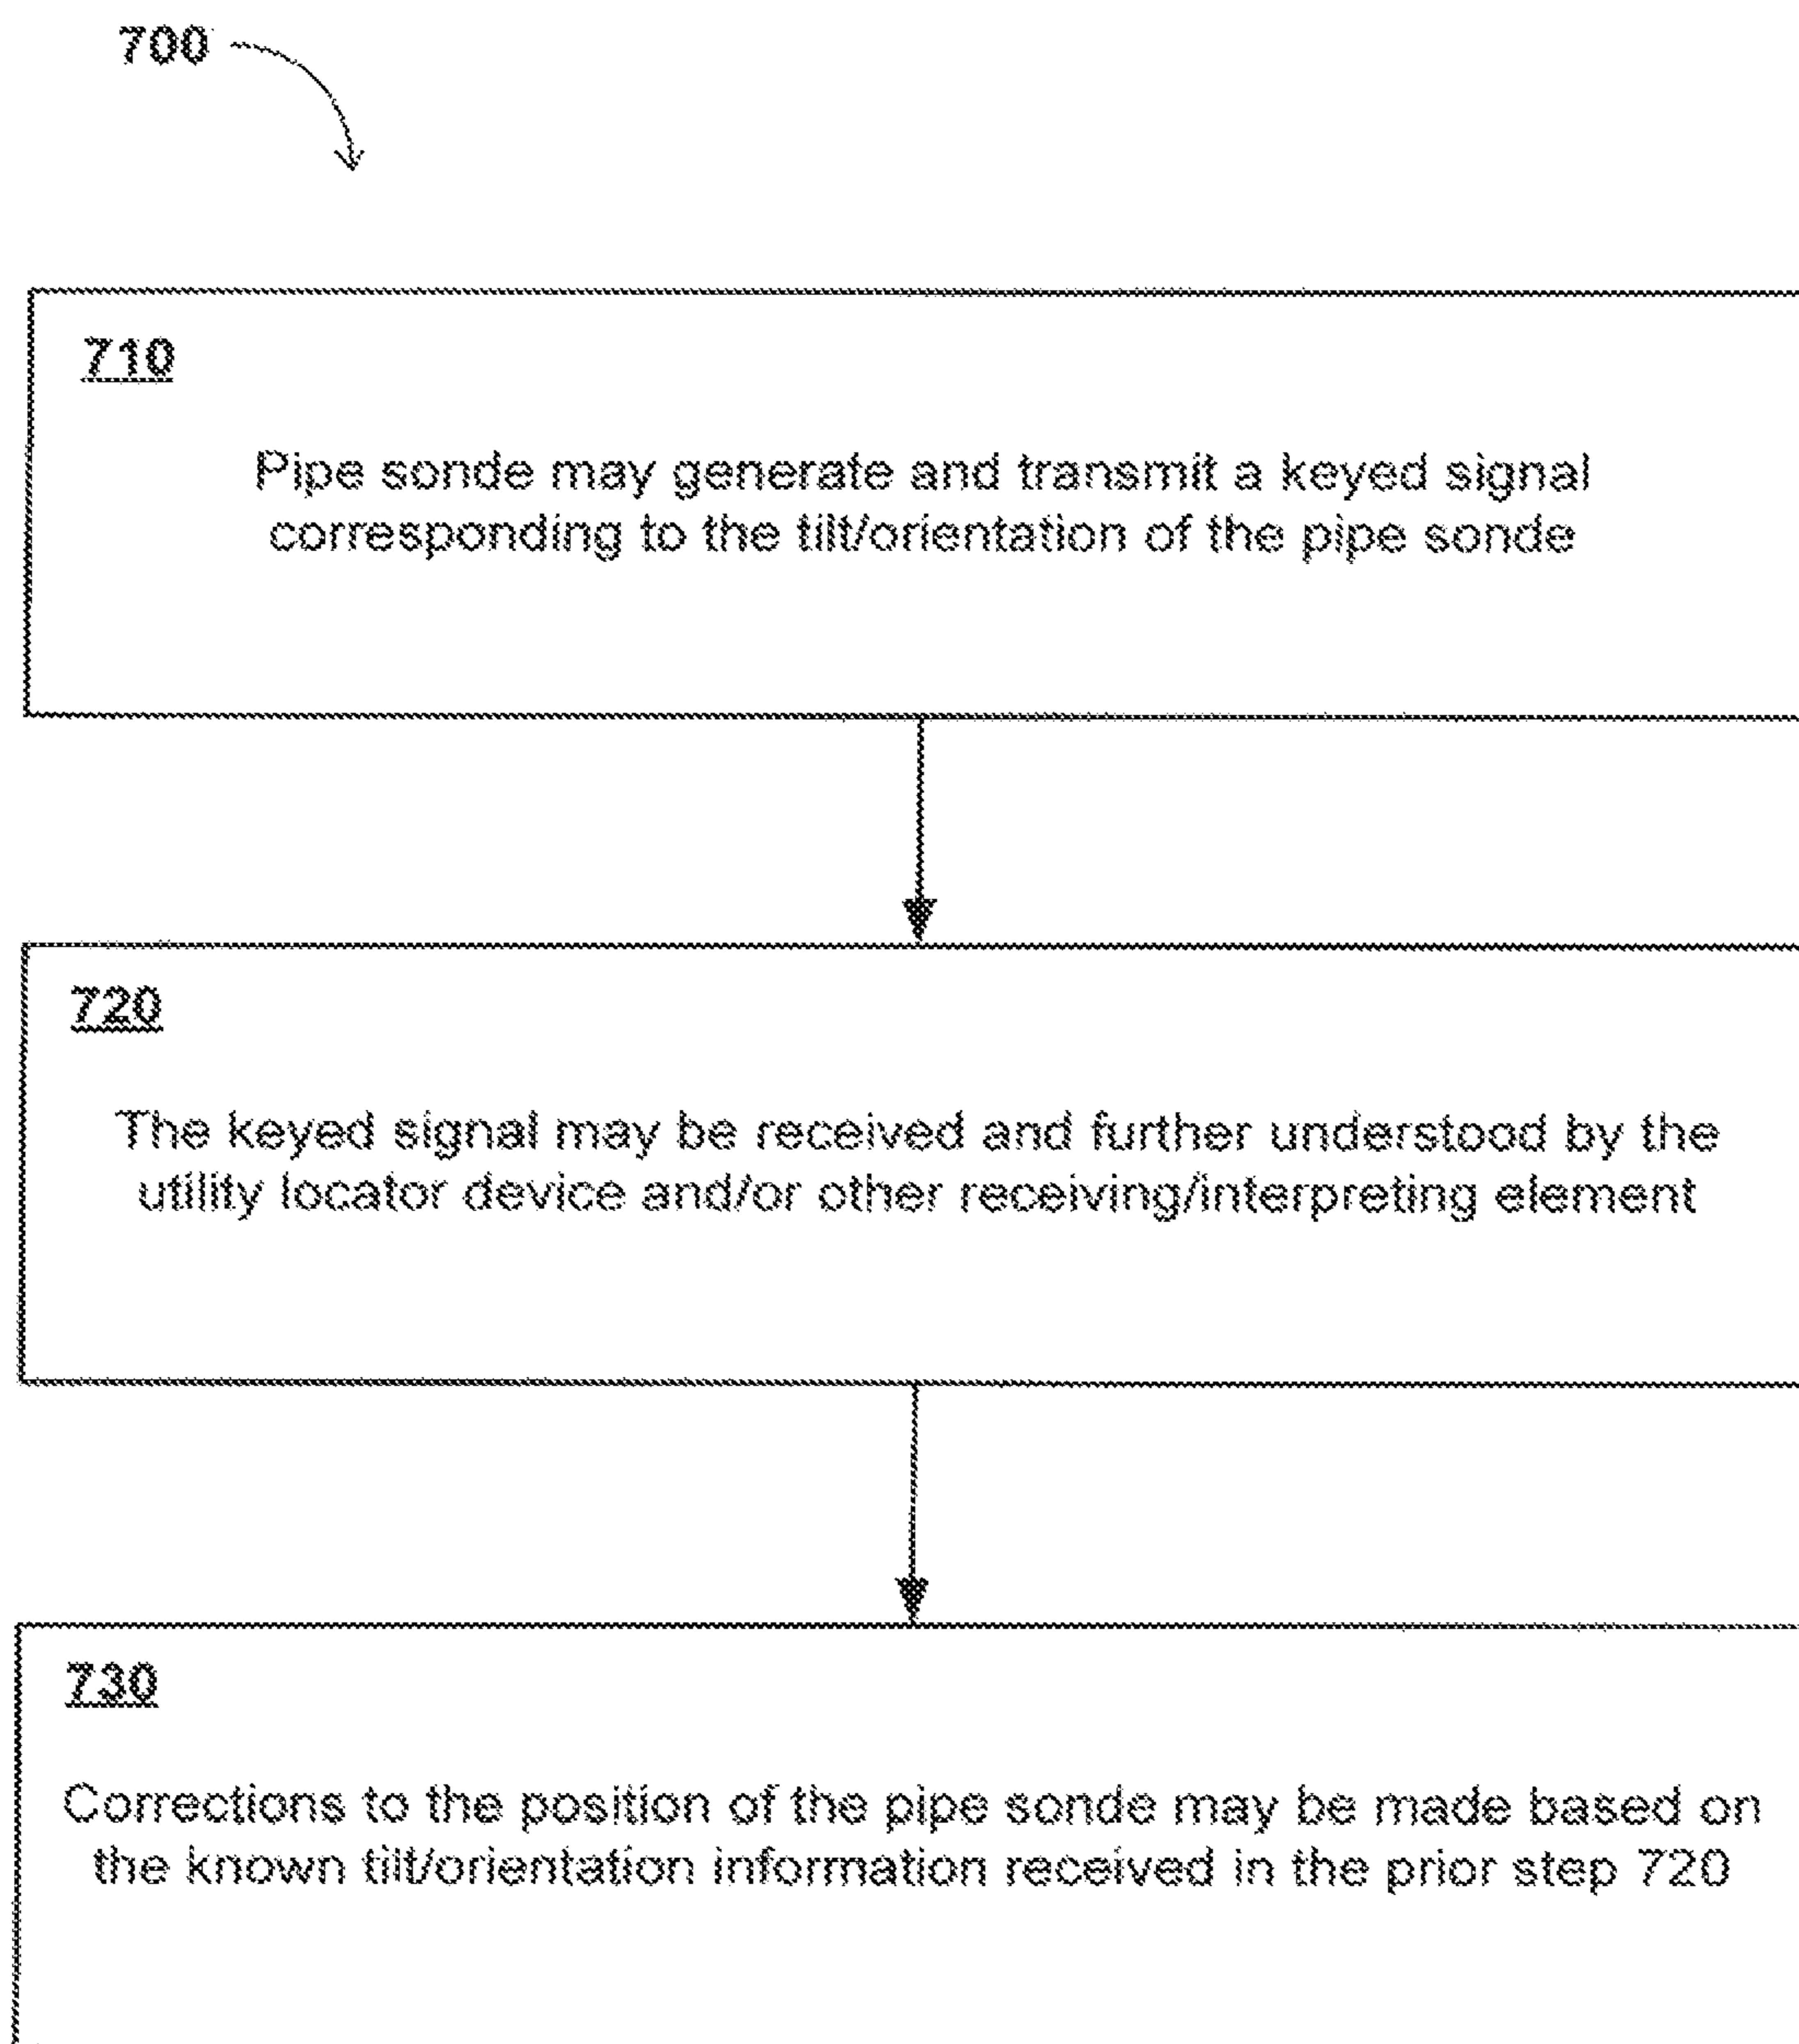 700
710
Pipe sonde may generate and transmit a keyed signal
corresponding to the tilt/orientation of the pipe sonde
720
The keyed signal may be received and further understood by the
utility locator device and/or other receiving/interpreting element
730
Corrections to the position of the pipe sonde may be made based on
the known tilt/orientation information received in the prior step 720